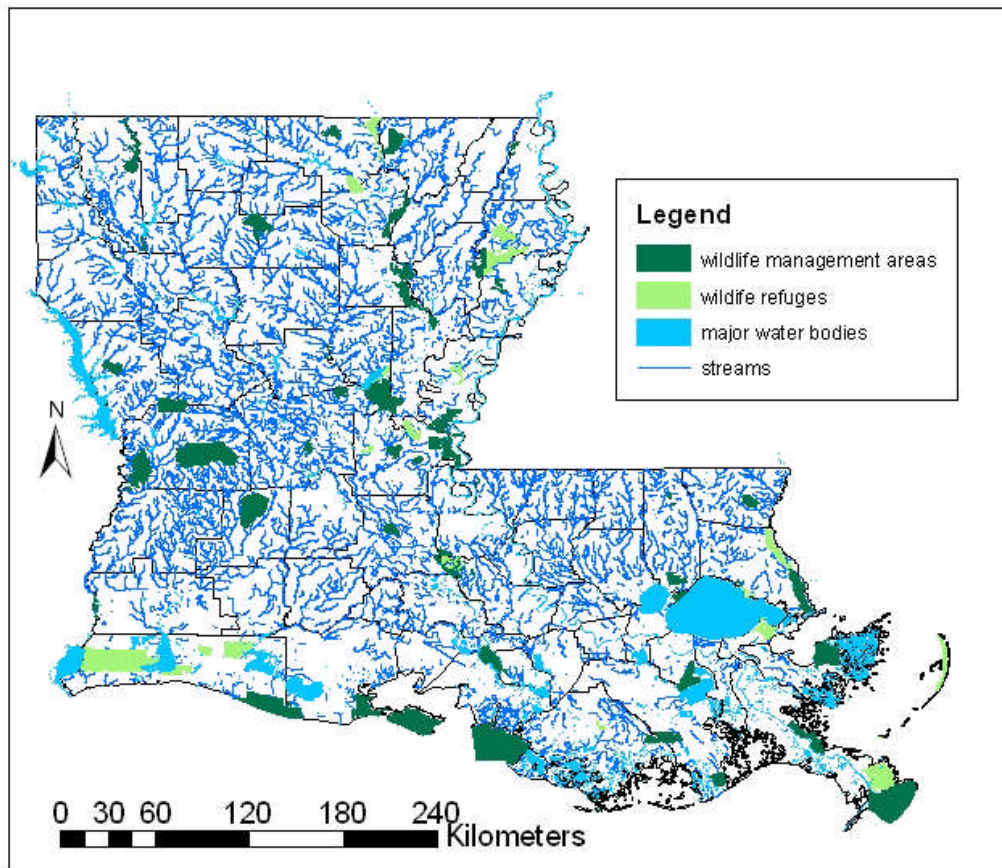 Legend
wildlife management areas
wildife refuges
major water bodies
streams
N
0 30 60 120 180 240
Kilometers